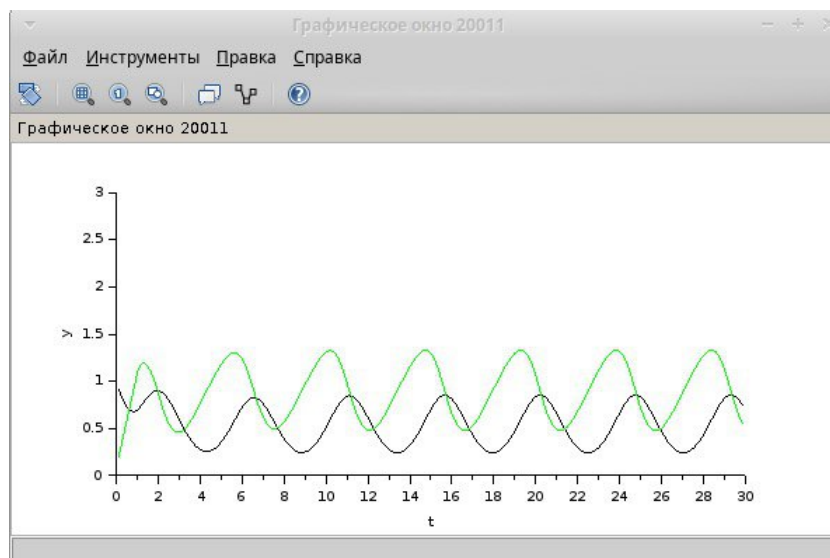 Графическое окно 20011
Файл Инструменты Правка Справка
Графическое окно 20011
3
2.5
2
y 1.5
1
0.5
0
0 2 4 6 8 10 12 14 16 18 20 22 24 26 28 30
t